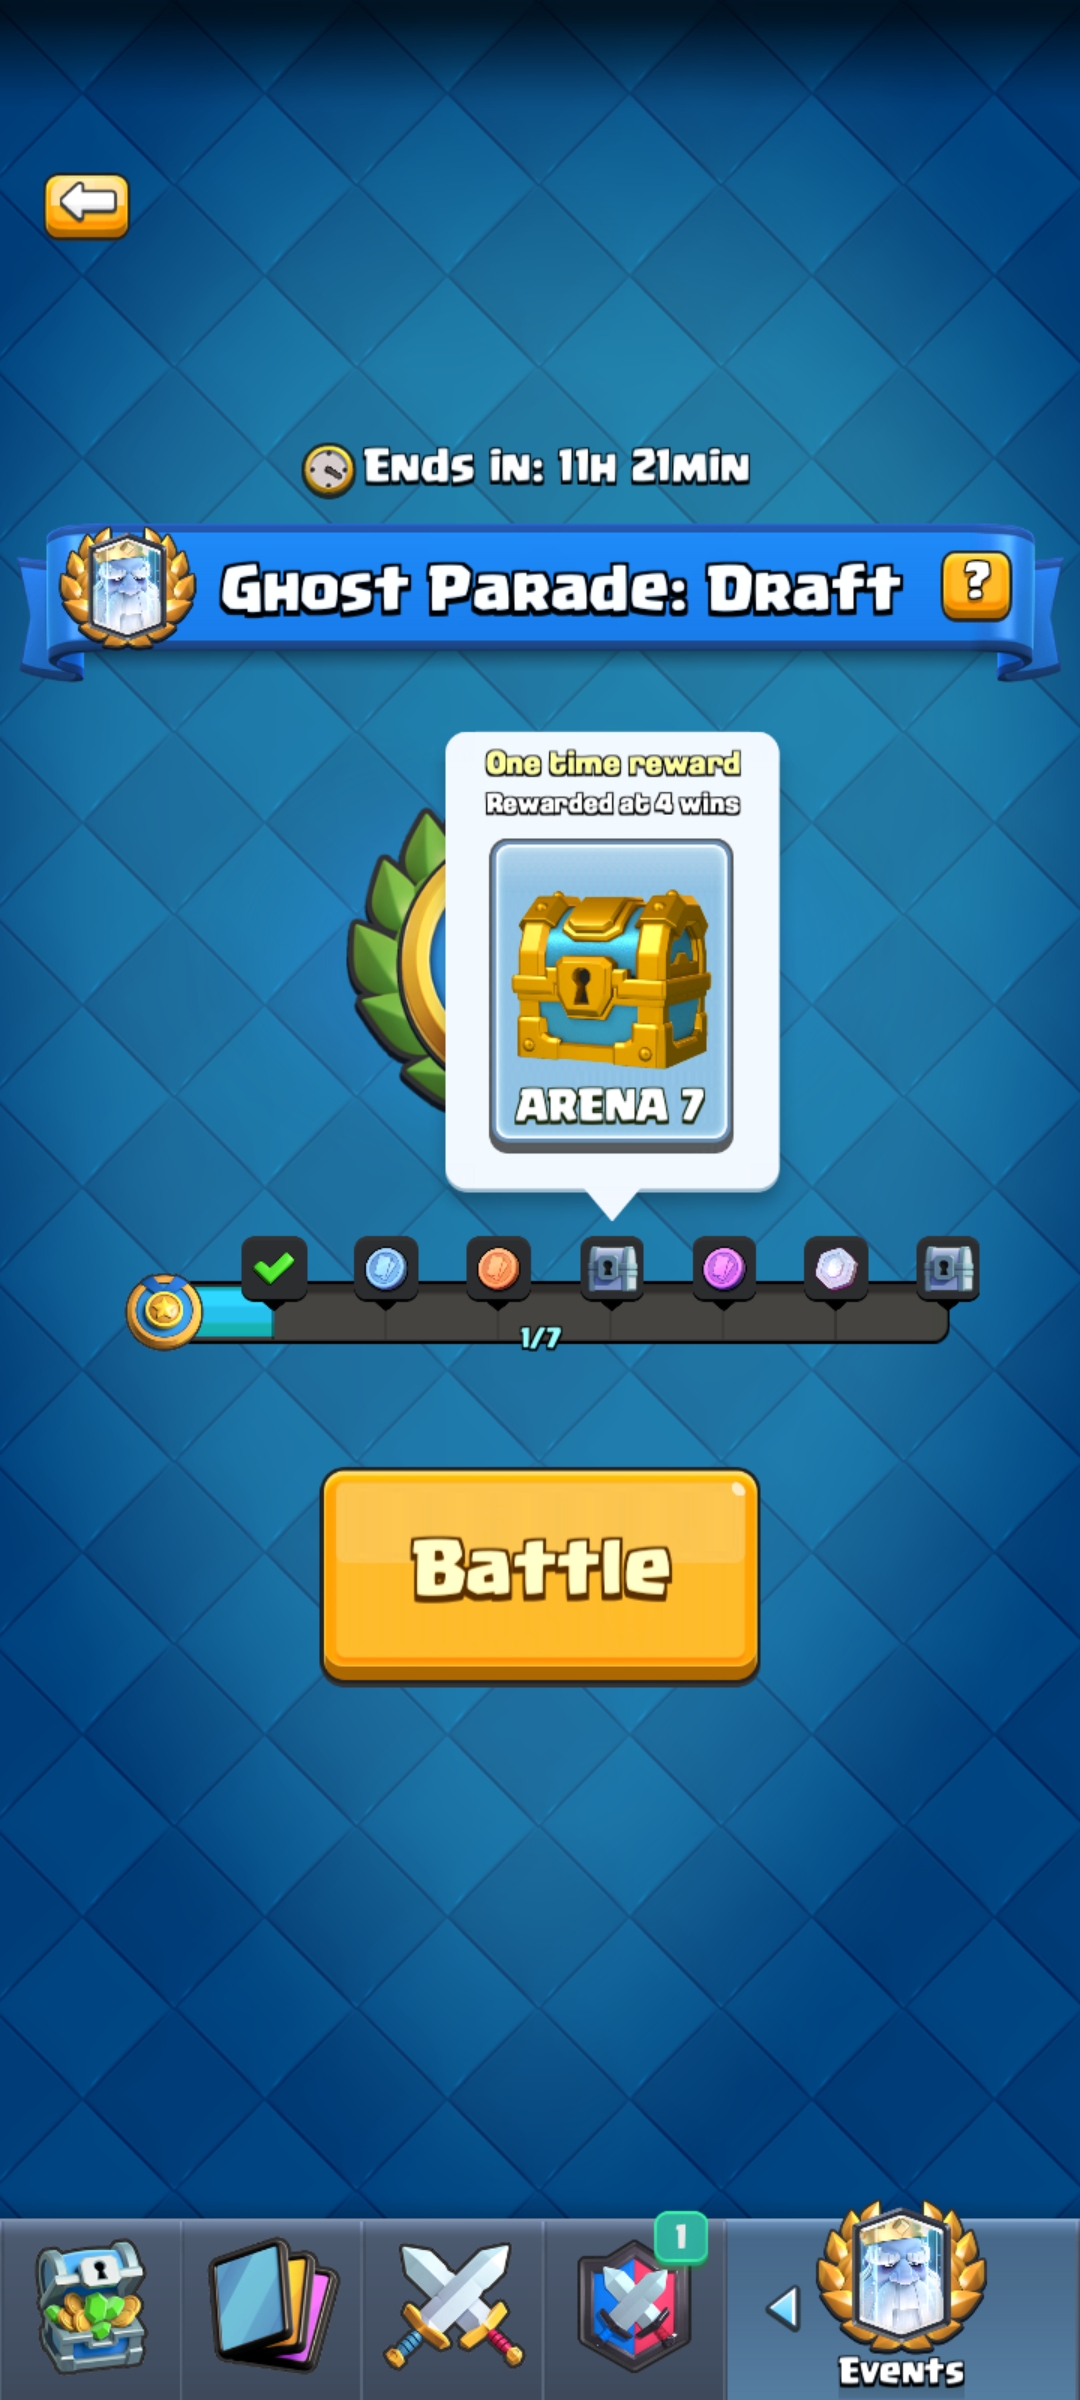 Ends in: 11h 21min
Ghost Parade: Draft
?
One time reward
Rewarded at 4 wins
ARENA 7
1/7
Battle
1
Events